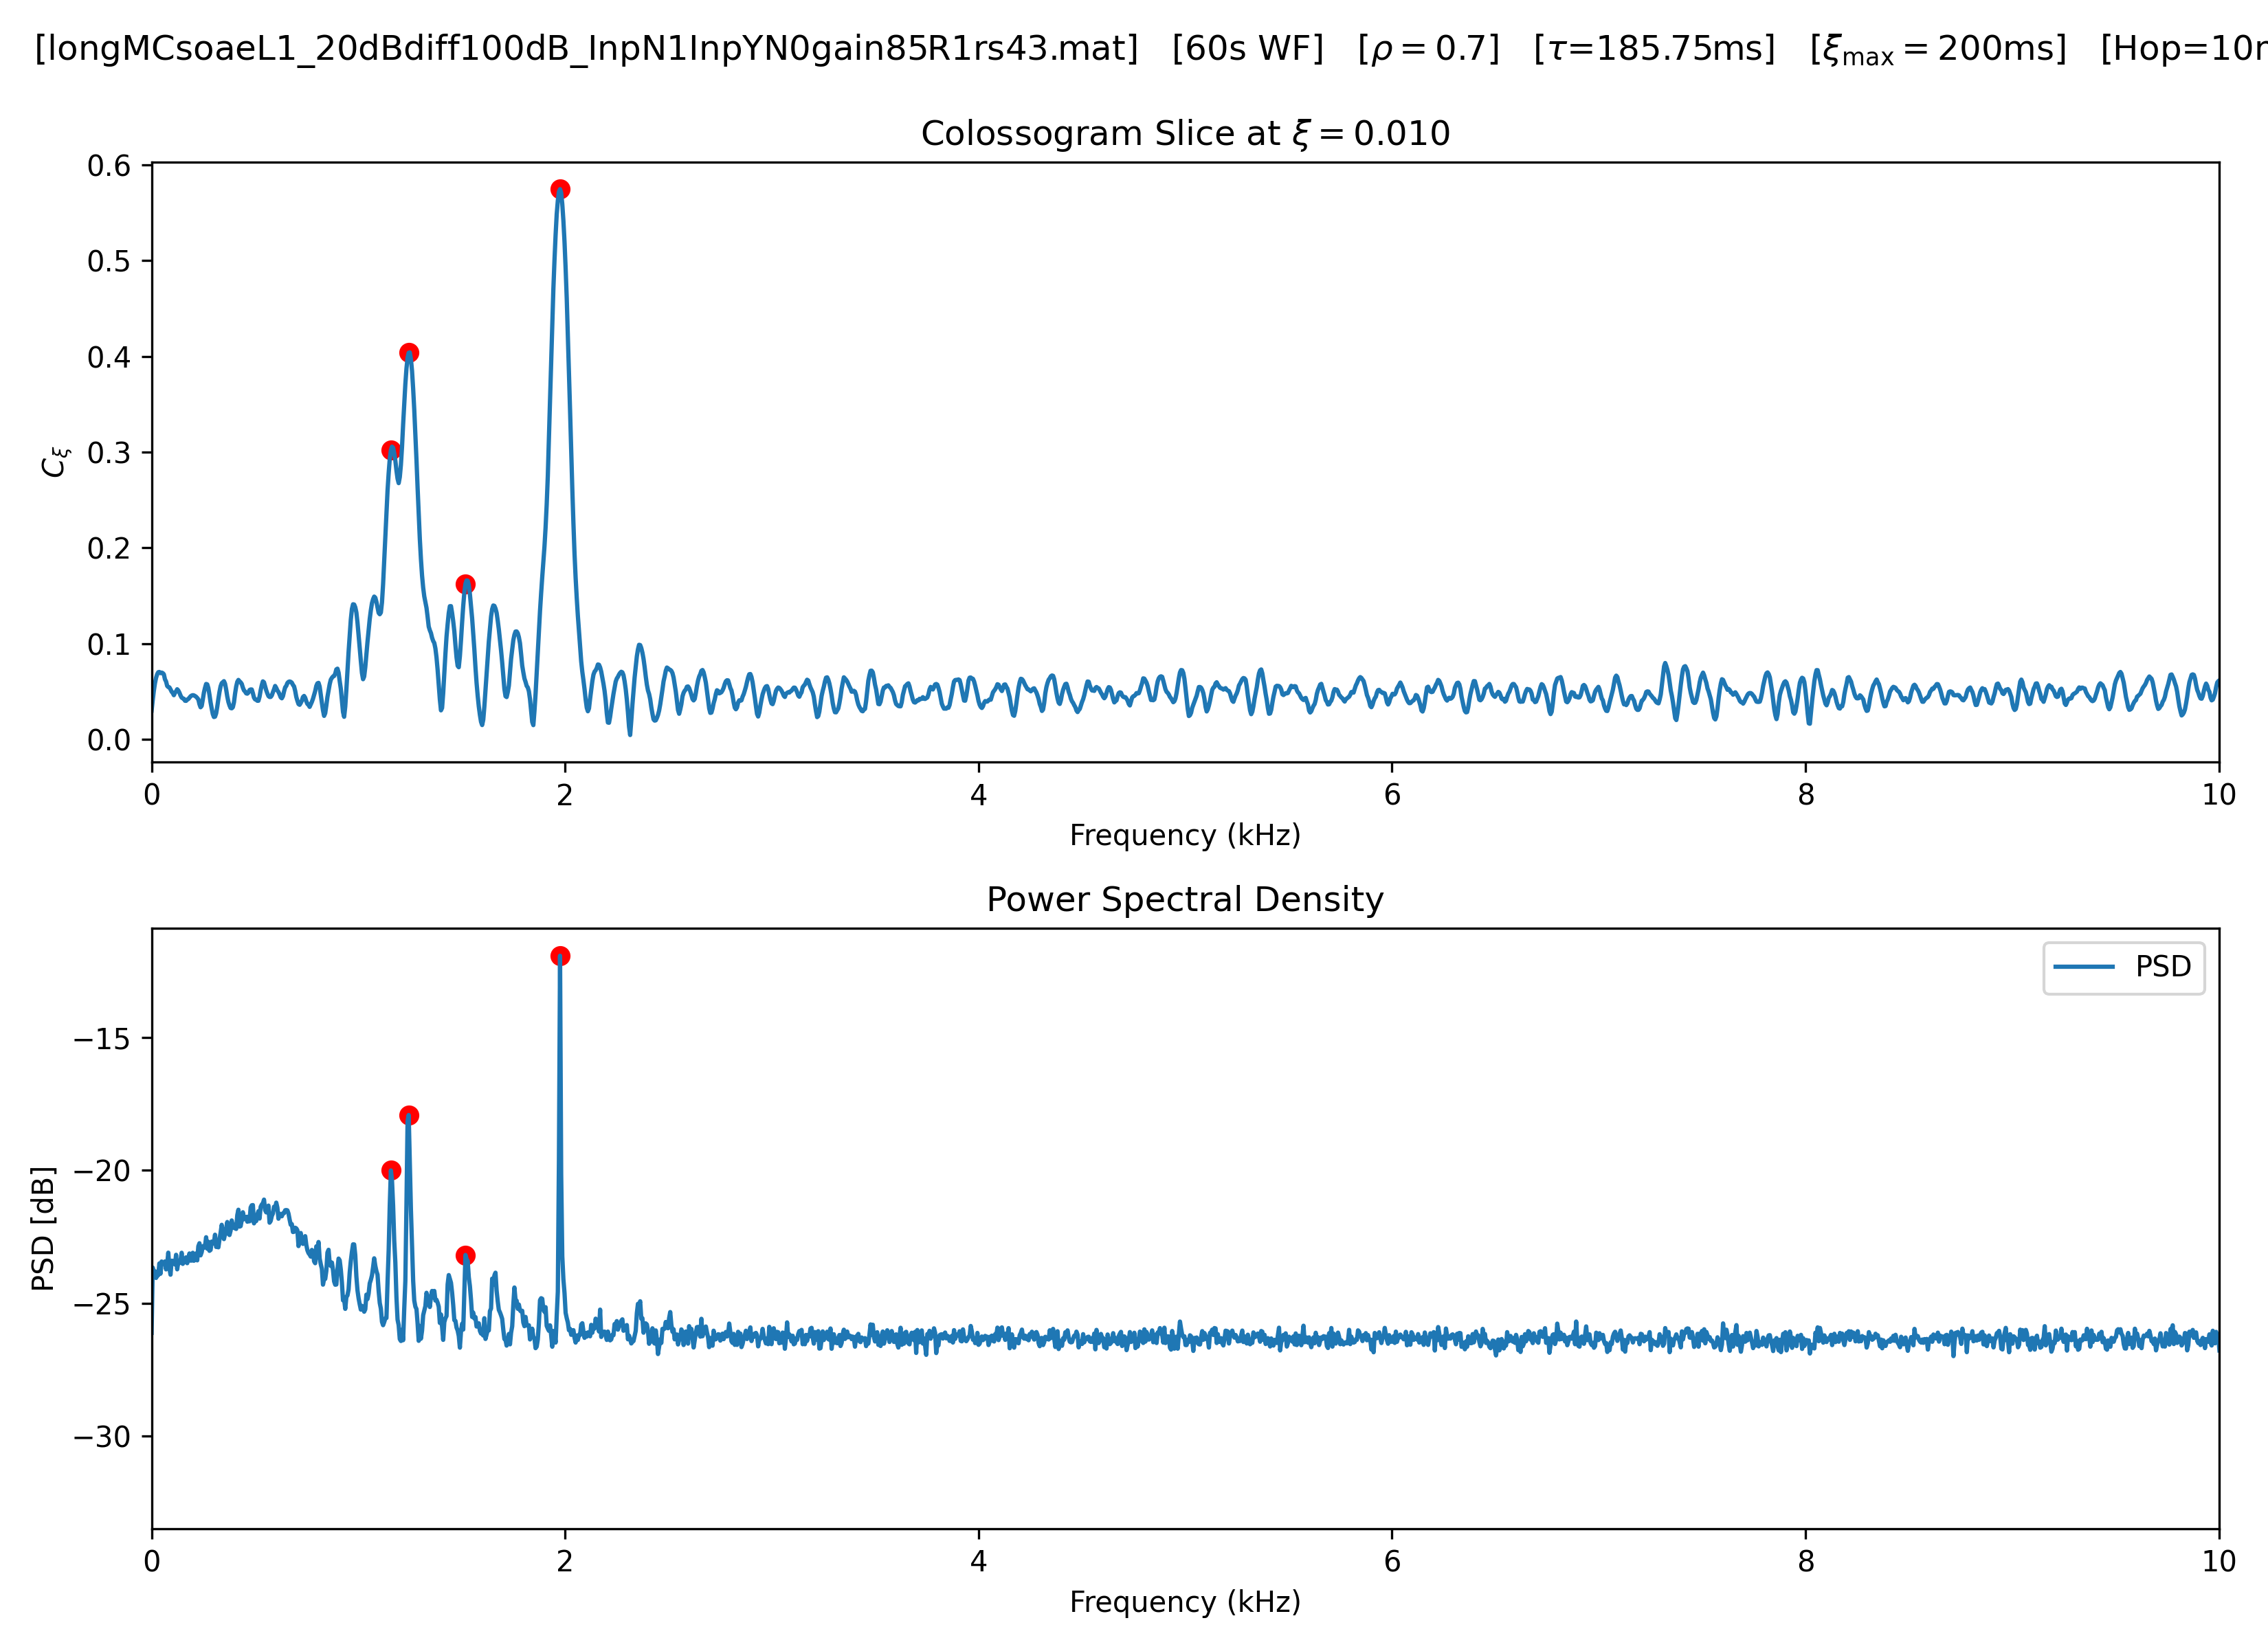 [longMCsoaeL1_20dBdiff100dB_InpN1InpYN0gain85R1rs43.mat] [60s WF] [ρ = 0.7] [τ=185.75ms] [ξmax = 200ms] [Hop=10
Colossogram Slice at ξ = 0.010
0.6
0.5
0.4
0.3
0.2
0.1
0.0
Cξ
0 2 4 6 8 10
Frequency (kHz)
Power Spectral Density
PSD
−15
−20
−25
−30
PSD [dB]
0 2 4 6 8 10
Frequency (kHz)